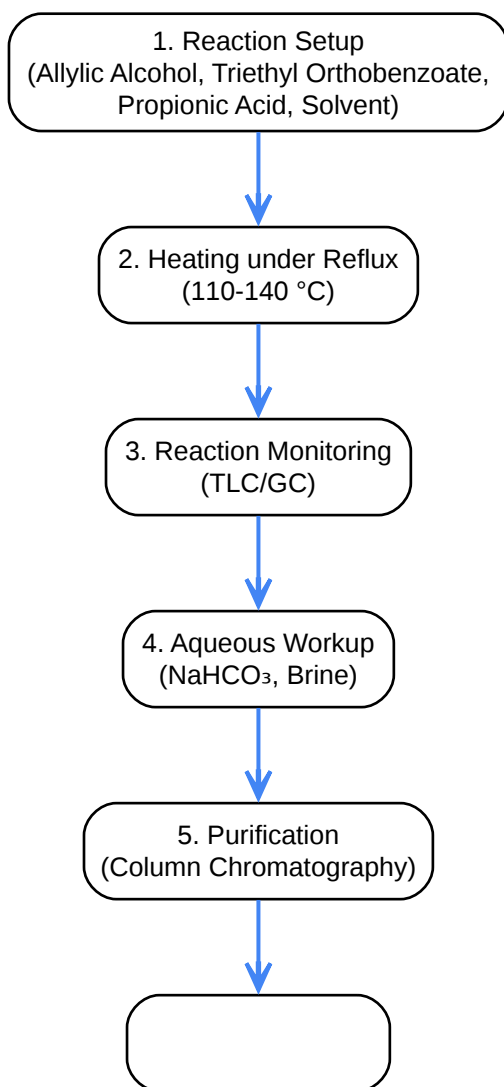 1. Reaction Setup
(Allylic Alcohol, Triethyl Orthobenzoate,
Propionic Acid, Solvent)
2. Heating under Reflux
(110-140 °C)
3. Reaction Monitoring
(TLC/GC)
4. Aqueous Workup
(NaHCO₃, Brine)
5. Purification
(Column Chromatography)